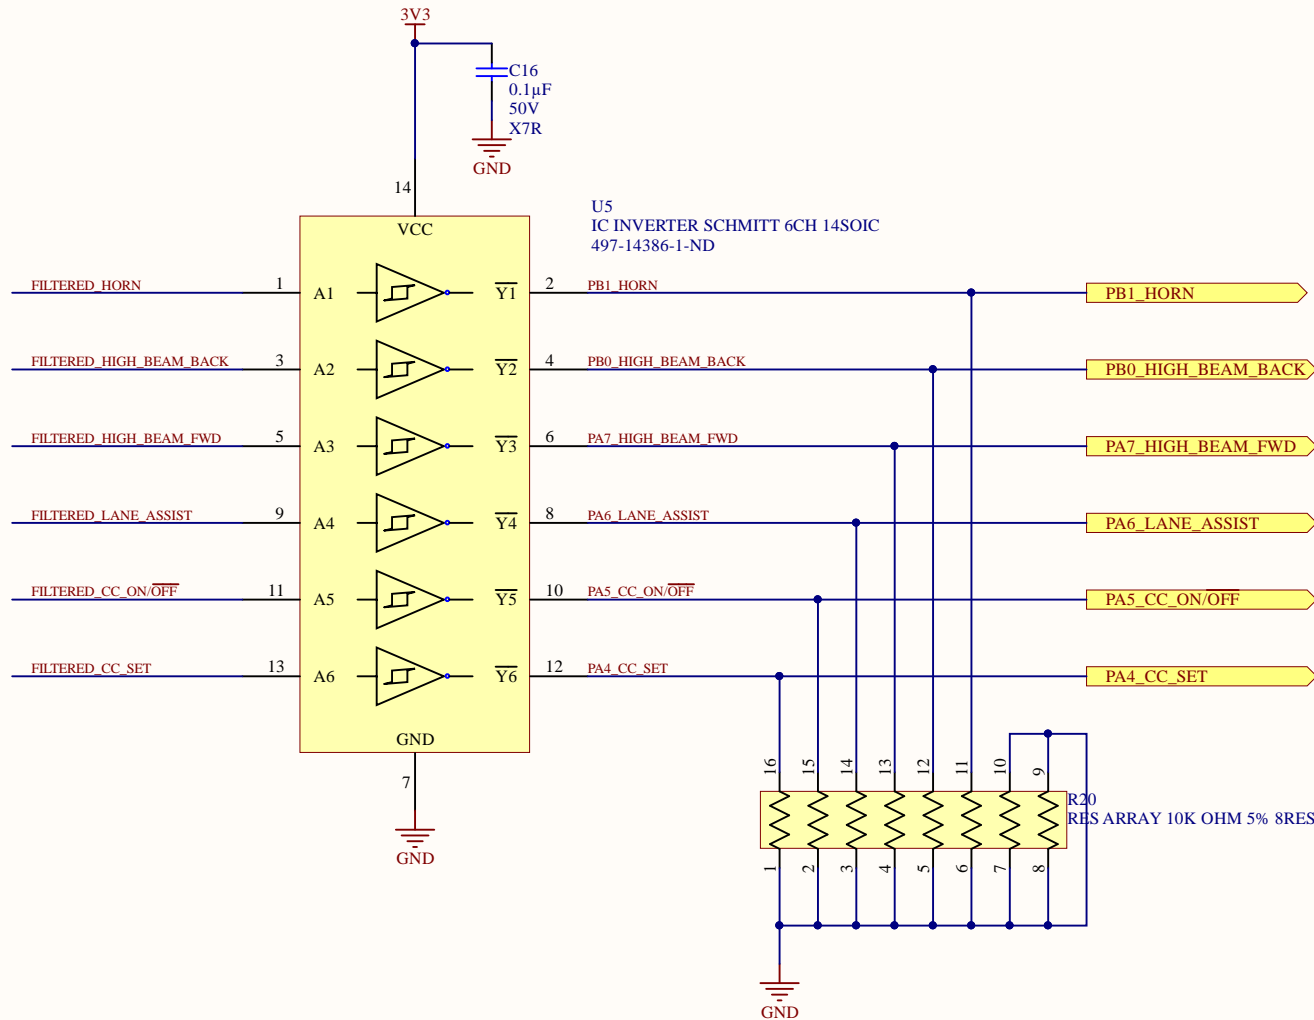 3V3
C16
0.1µF
50V
X7R
GND
14
U5
IC INVERTER SCHMITT 6CH 14SOIC
497-14386-1-ND
VCC
FILTERED_HORN 1 A1 Y1 2 PB1_HORN PB1_HORN
FILTERED_HIGH_BEAM_BACK 3 A2 Y2 4 PB0_HIGH_BEAM_BACK PB0_HIGH_BEAM_BACK
FILTERED_HIGH_BEAM_FWD 5 A3 Y3 6 PA7_HIGH_BEAM_FWD PA7_HIGH_BEAM_FWD
FILTERED_LANE_ASSIST 9 A4 Y4 8 PA6_LANE_ASSIST PA6_LANE_ASSIST
FILTERED_CC_ON/OFF 11 A5 Y5 10 PA5_CC_ON/OFF PA5_CC_ON/OFF
FILTERED_CC_SET 13 A6 Y6 12 PA4_CC_SET PA4_CC_SET
GND
7
GND
16 15 14 13 12 11 10 9
R20
RES ARRAY 10K OHM 5% 8RES
1 2 3 4 5 6 7 8
GND